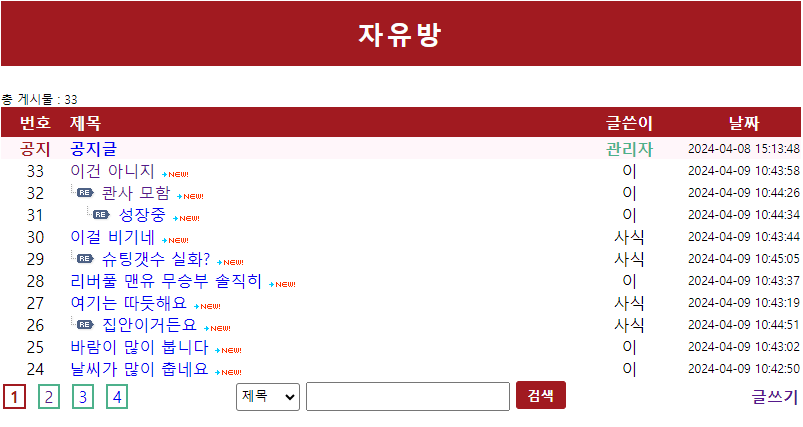 자유방
총 게시물 : 33
번호 제목 글쓴이 날짜
공지 공지글 관리자 2024-04-08 15:13:48
33 이건 아니지 NEW! 이 2024-04-09 10:43:58
32 RE 콴사 모함 NEW! 이 2024-04-09 10:44:26
31 RE 성장중 NEW! 이 2024-04-09 10:44:34
30 이걸 비기네 NEW! 사식 2024-04-09 10:43:44
29 RE 슈팅갯수 실화? NEW! 사식 2024-04-09 10:45:05
28 리버풀 맨유 무승부 솔직히 NEW! 이 2024-04-09 10:43:37
27 여기는 따듯해요 NEW! 사식 2024-04-09 10:43:19
26 RE 집안이거든요 NEW! 사식 2024-04-09 10:44:51
25 바람이 많이 붑니다 NEW! 이 2024-04-09 10:43:02
24 날씨가 많이 춥네요 NEW! 이 2024-04-09 10:42:50
1 2 3 4 제목 검색 글쓰기